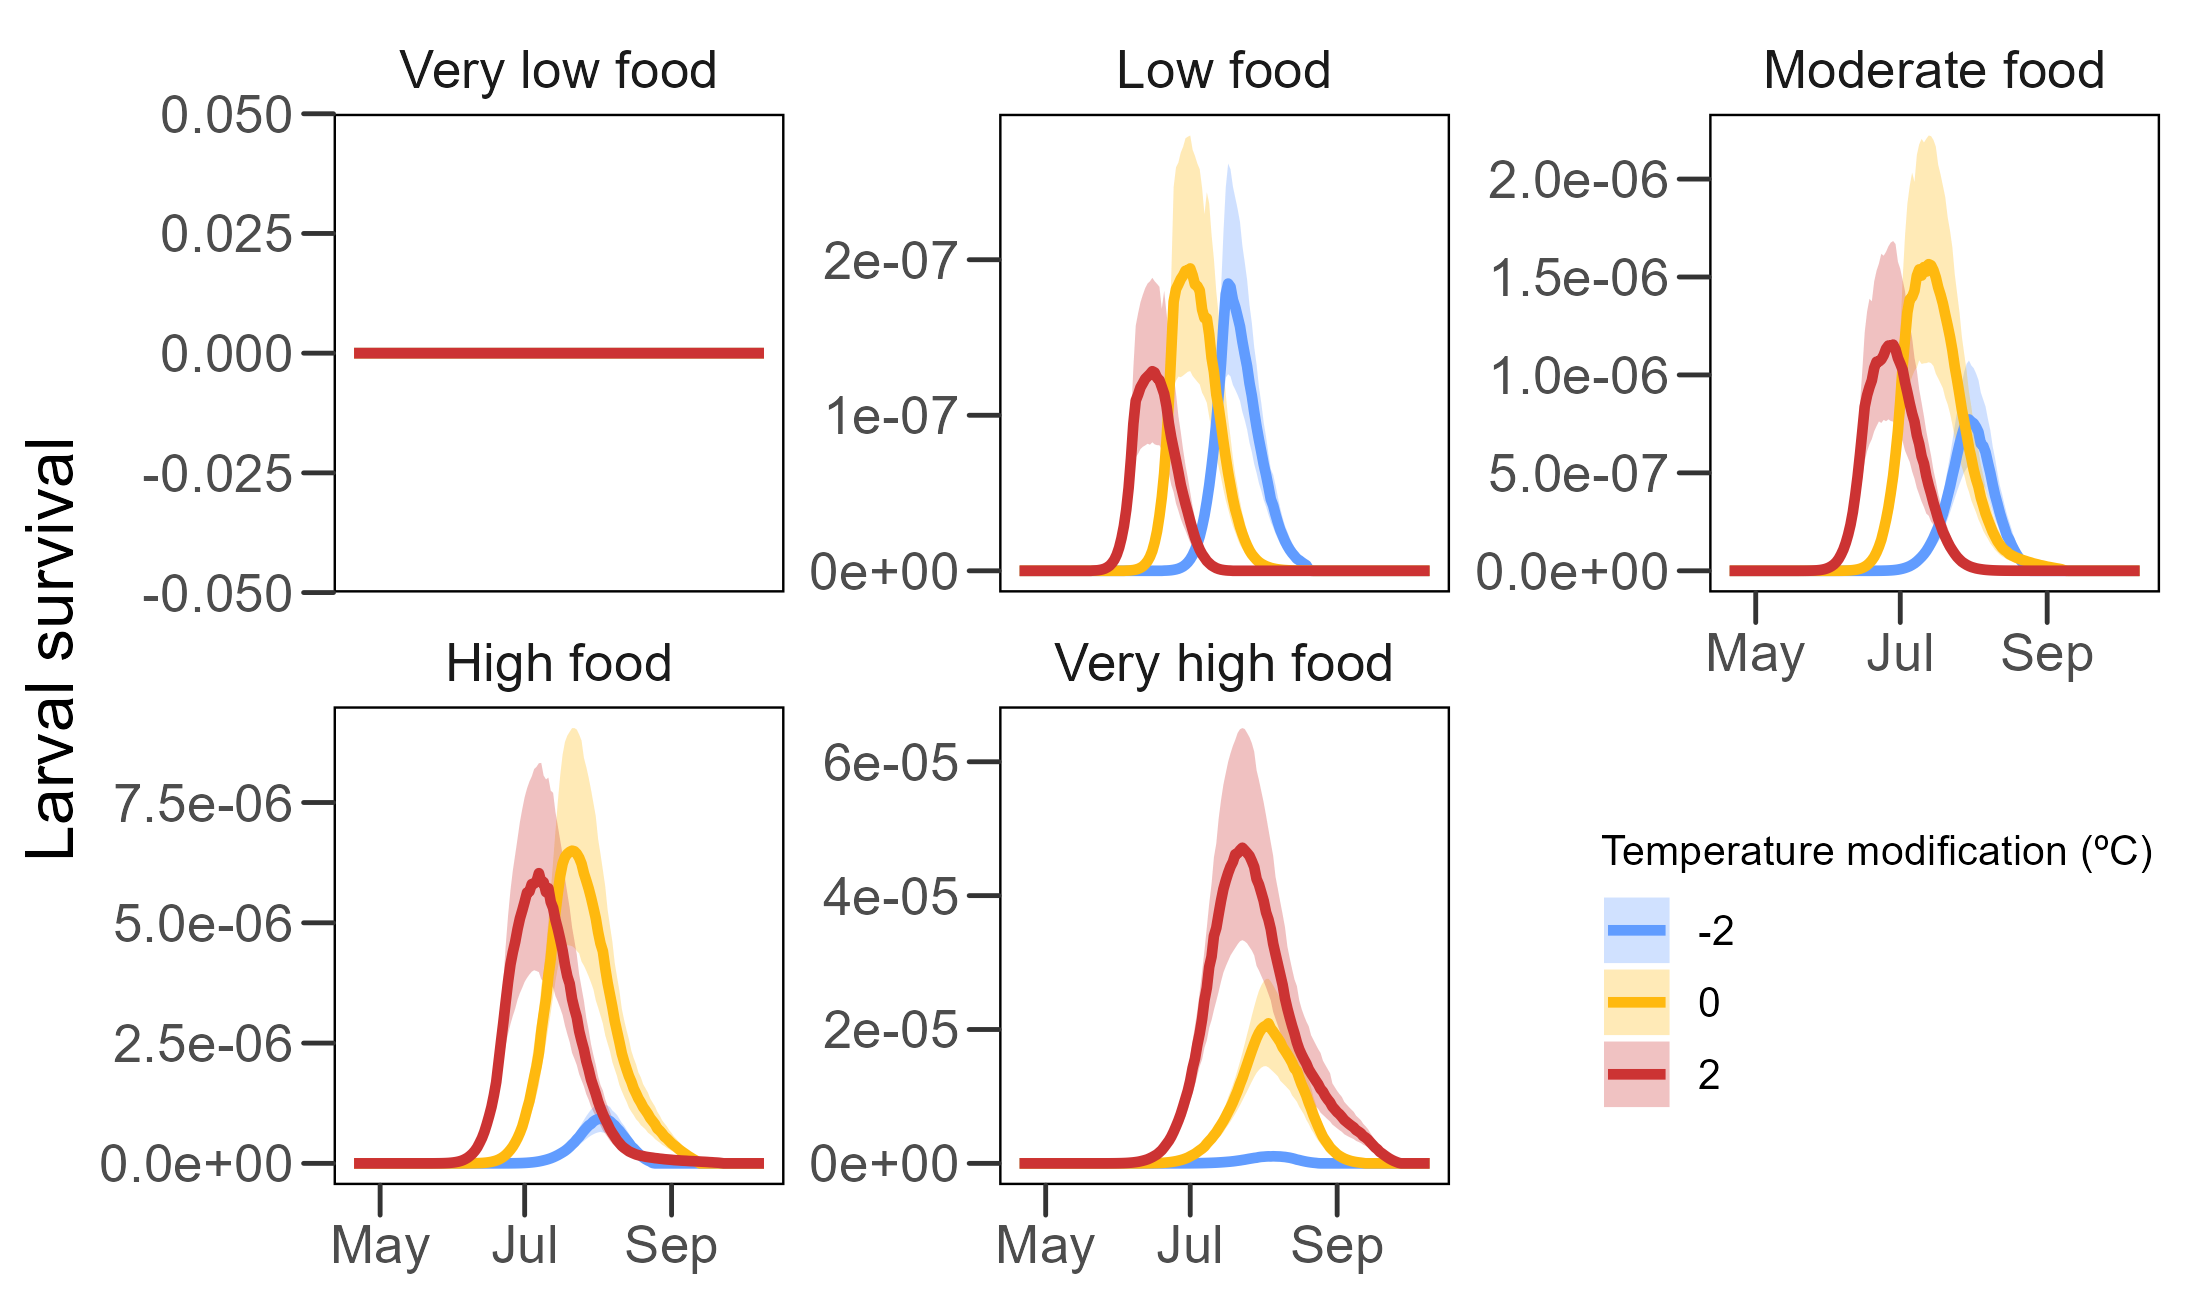 Larval survival
Very low food
0.050
0.025
0.000
-0.025
-0.050
Low food
2e-07
1e-07
0e+00
Moderate food
2.0e-06
1.5e-06
1.0e-06
5.0e-07
0.0e+00
May Jul Sep
High food
7.5e-06
5.0e-06
2.5e-06
0.0e+00
May Jul Sep
Very high food
6e-05
4e-05
2e-05
0e+00
May Jul Sep
Temperature modification (ºC)
-2
0
2